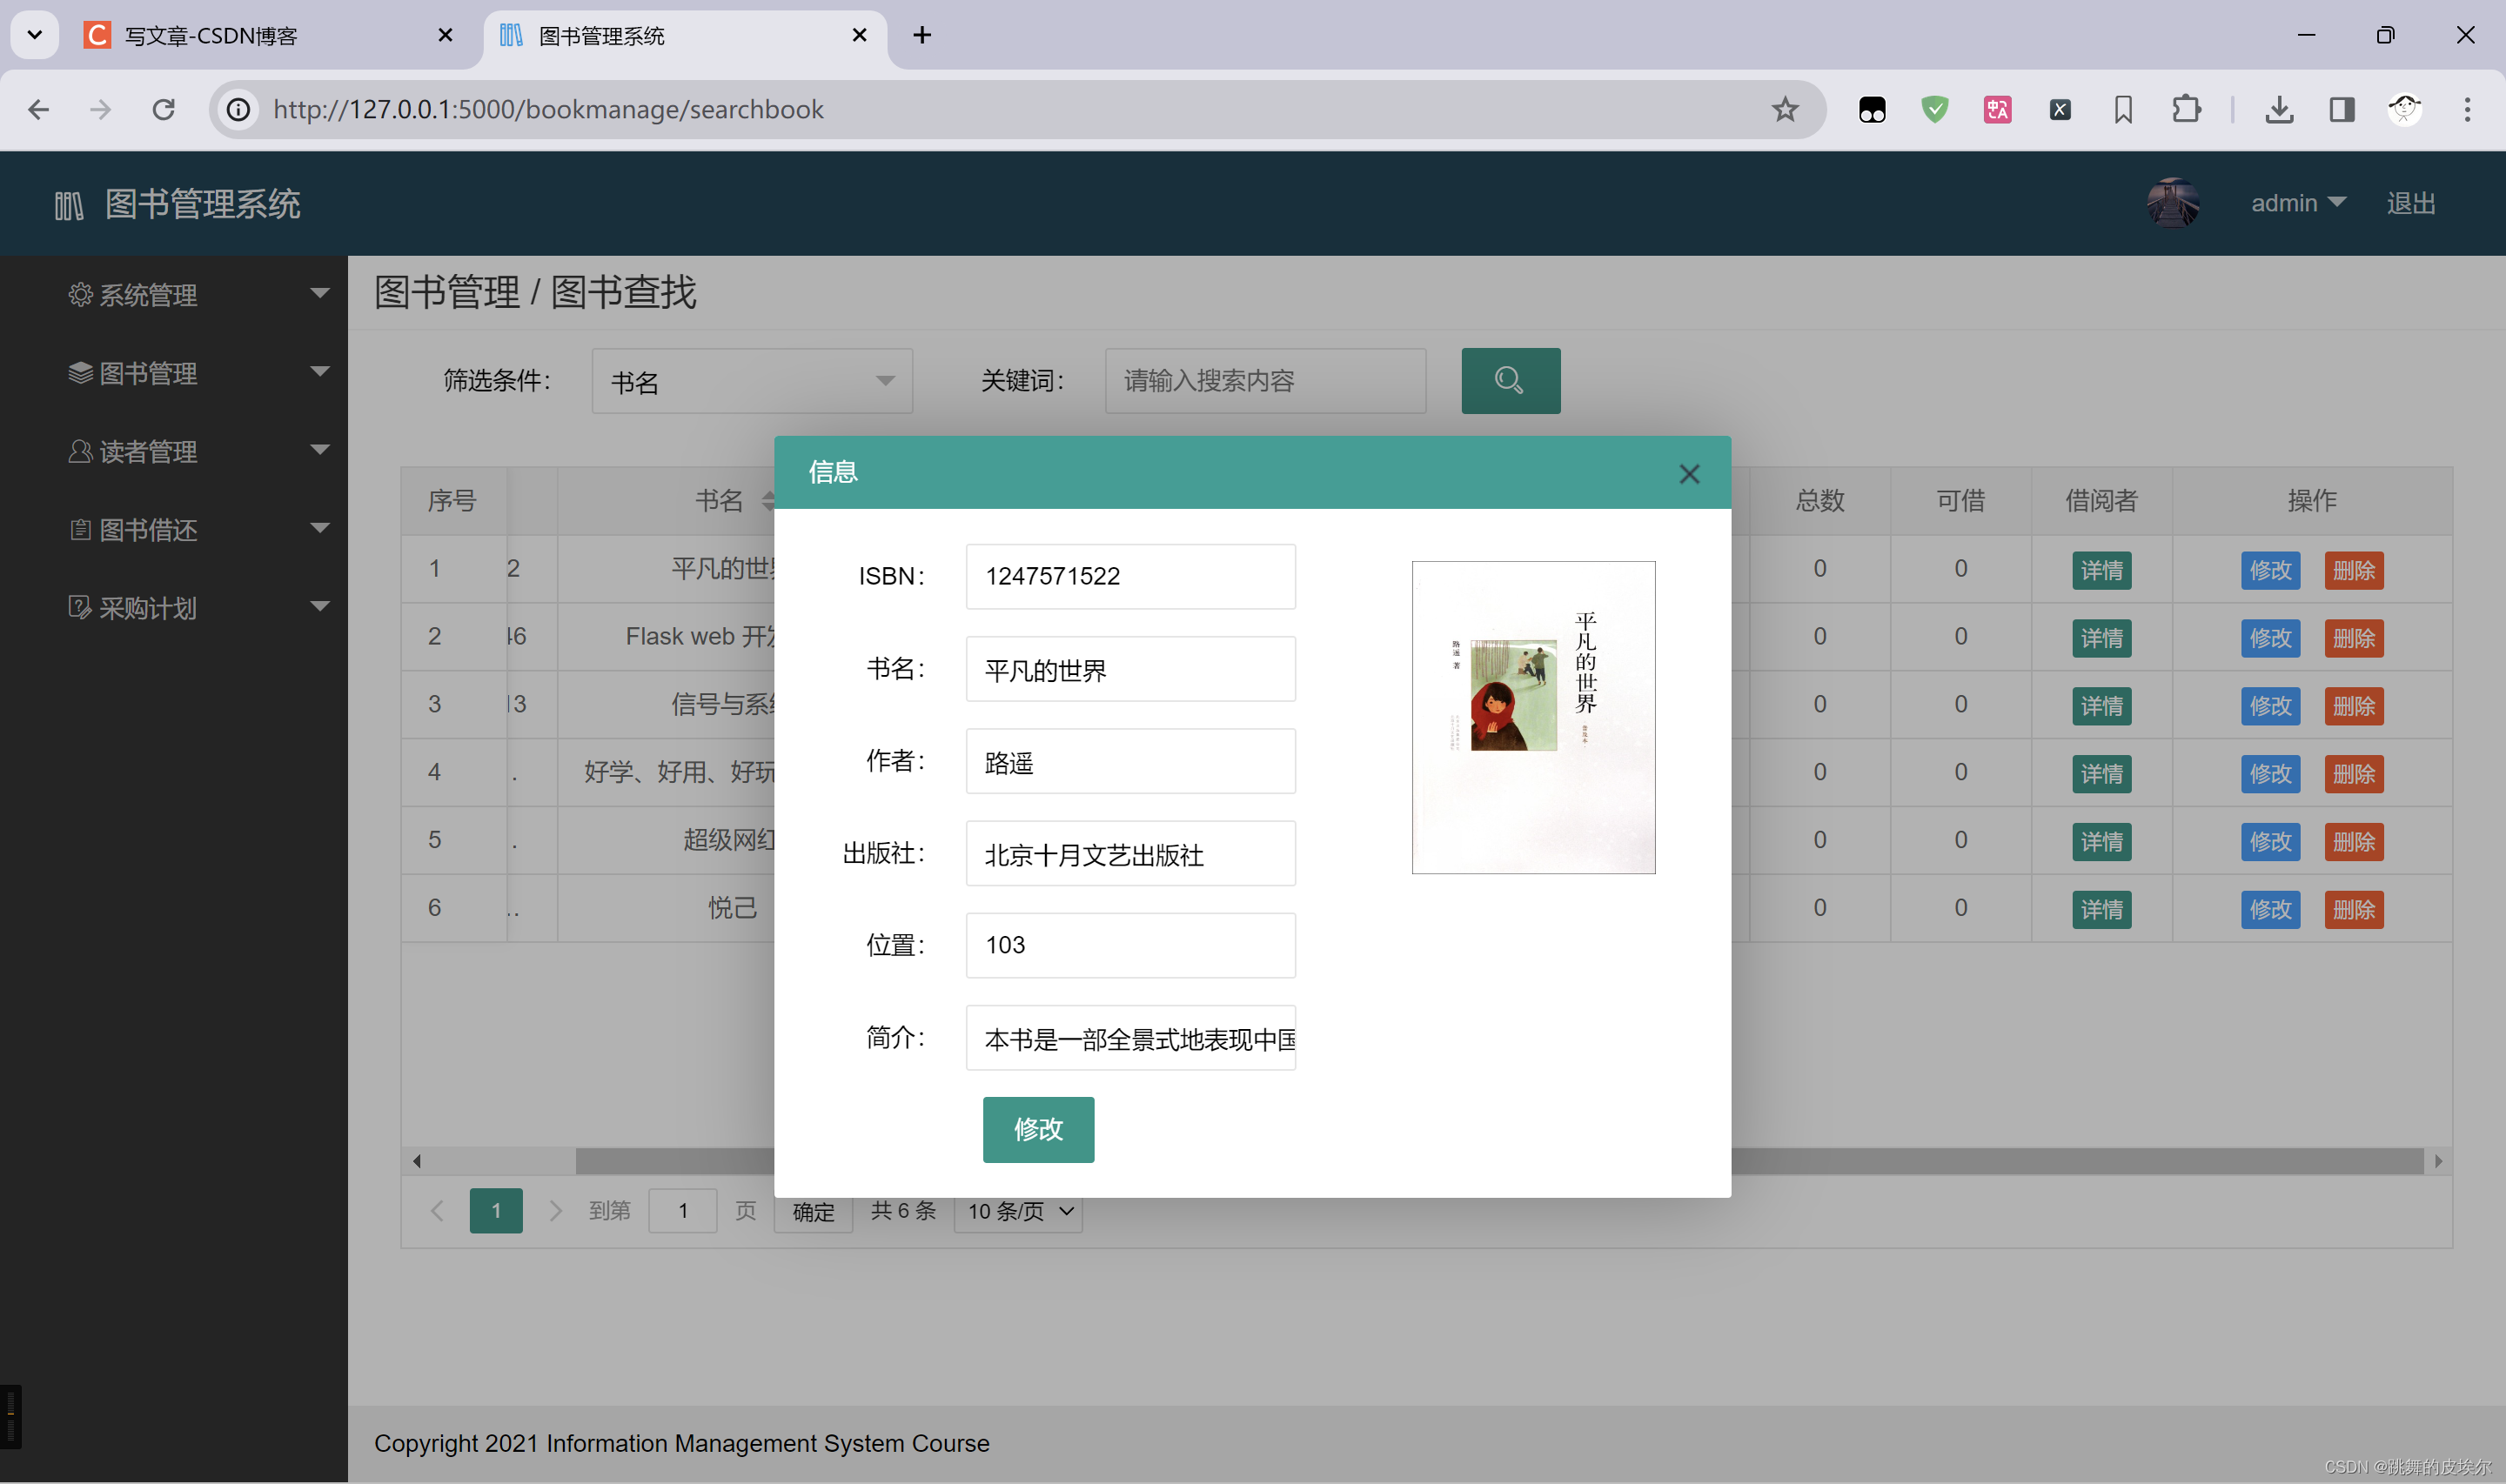 写文章-CSDN博客
图书管理系统
http://127.0.0.1:5000/bookmanage/searchbook
图书管理系统
admin
退出
系统管理
图书管理
读者管理
图书借还
采购计划
图书管理 / 图书查找
筛选条件：
书名
关键词：
请输入搜索内容
序号
书名
总数
可借
借阅者
操作
1
2
平凡的世
0
0
详情
修改
删除
2
46
Flask web 开
0
0
详情
修改
删除
3
13
信号与系
0
0
详情
修改
删除
4
.
好学、好用、好玩
0
0
详情
修改
删除
5
.
超级网红
0
0
详情
修改
删除
6
..
悦己
0
0
详情
修改
删除
信息
ISBN：
1247571522
书名：
平凡的世界
作者：
路遥
出版社：
北京十月文艺出版社
位置：
103
简介：
本书是一部全景式地表现中国
修改
平凡的世界
路遥 著
普及本
1
到第
1
页
确定
共 6 条
10 条/页
Copyright 2021 Information Management System Course
CSDN @跳舞的皮埃尔